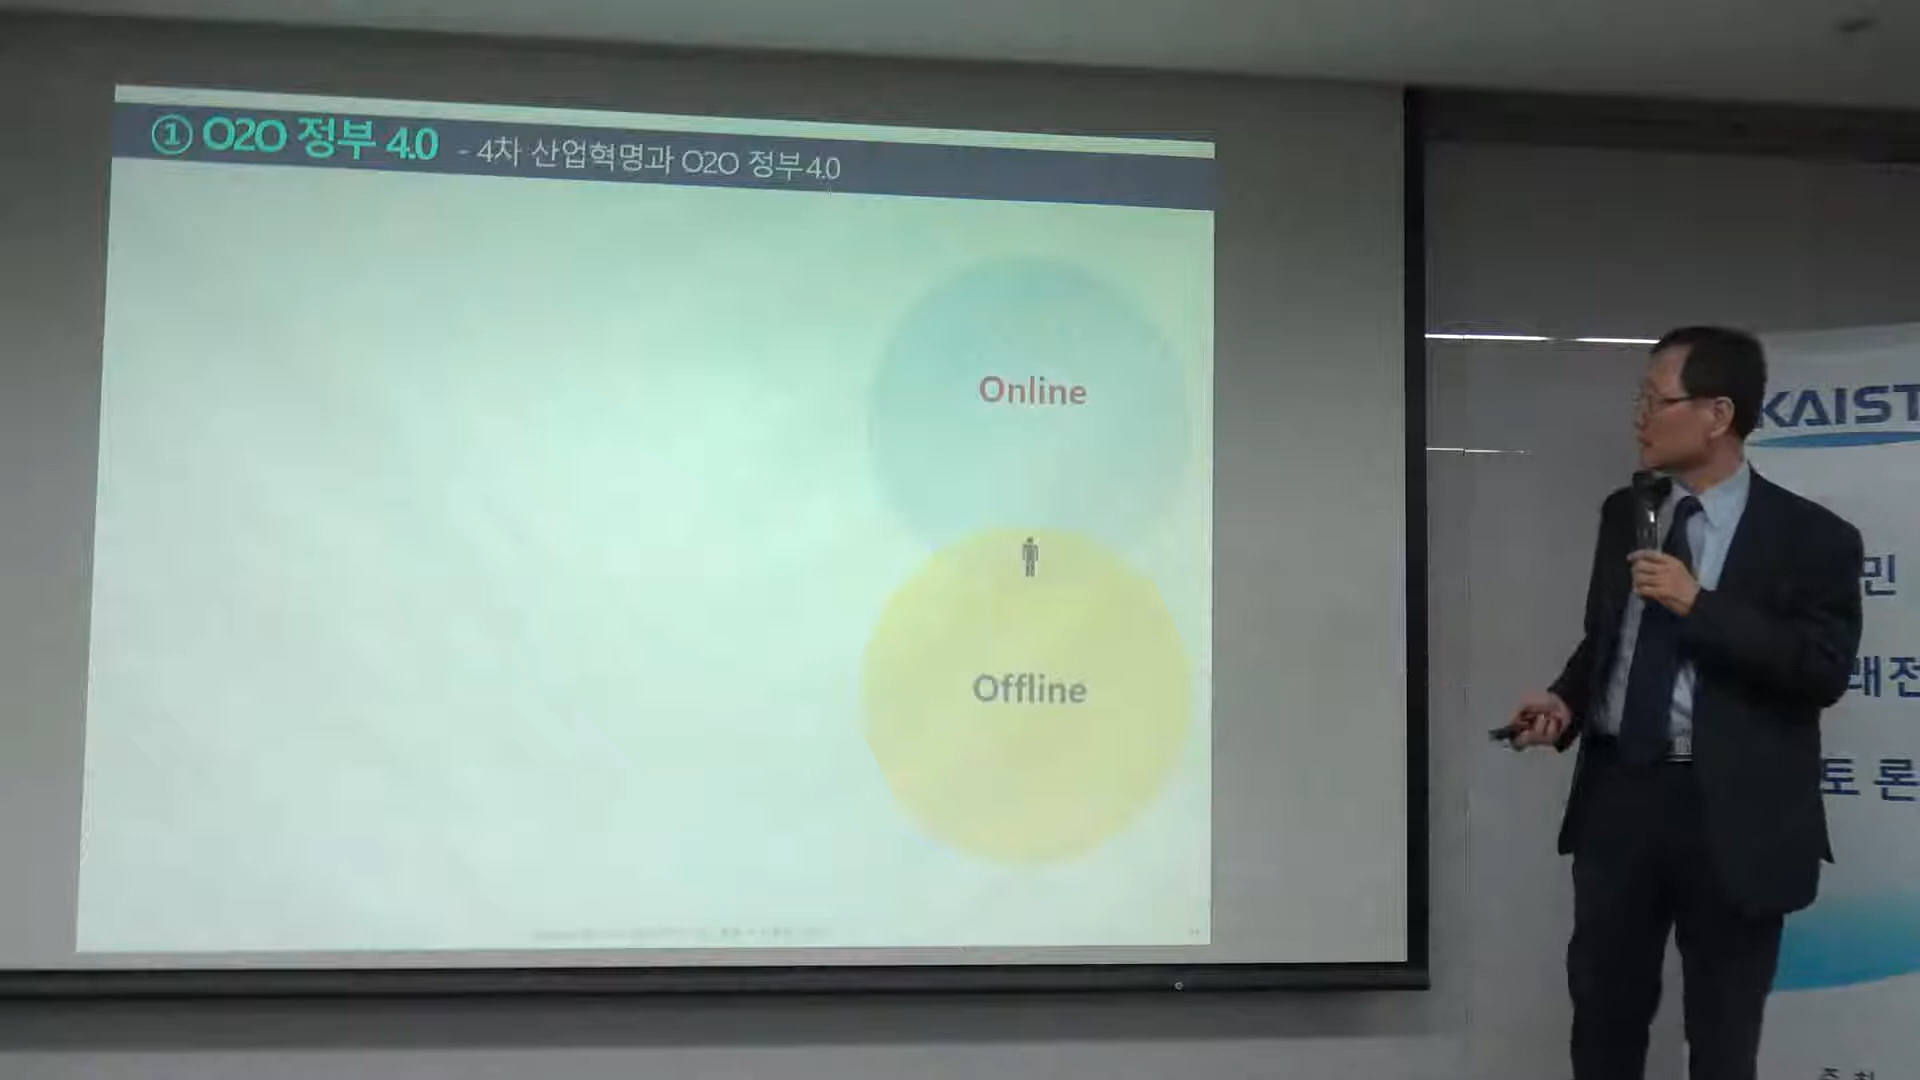 ① O2O 정부 4.0 - 4차 산업혁명과 O2O 정부4.0
Online
Offline
KAIST
민
래전
토론